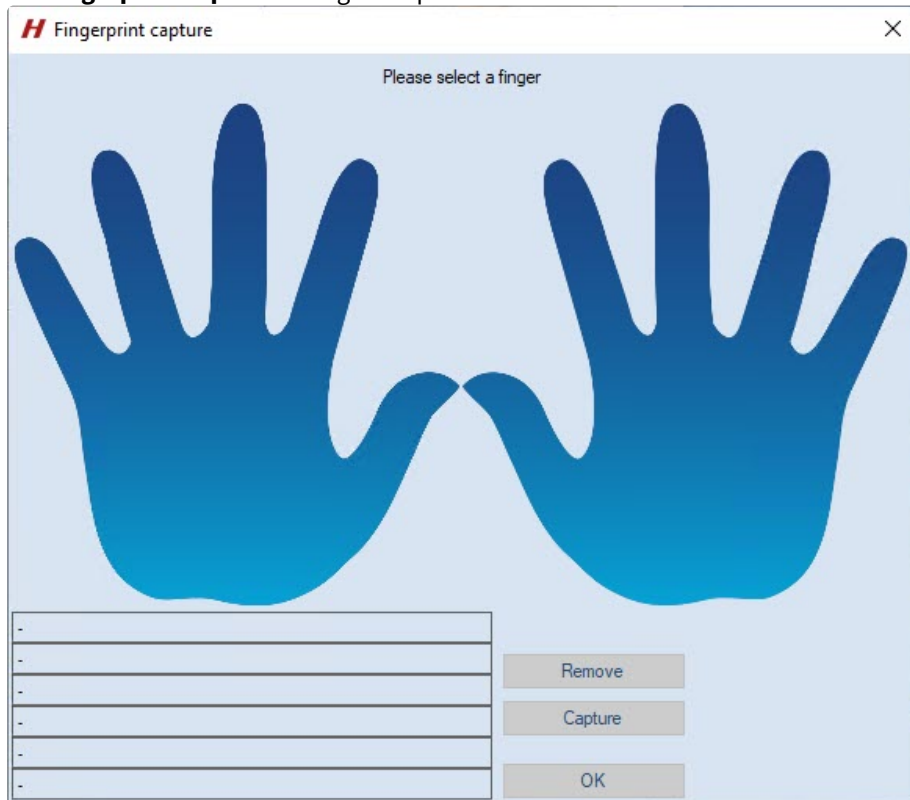 H Fingerprint capture
Please select a finger
-
-
-
-
-
-
Remove
Capture
OK